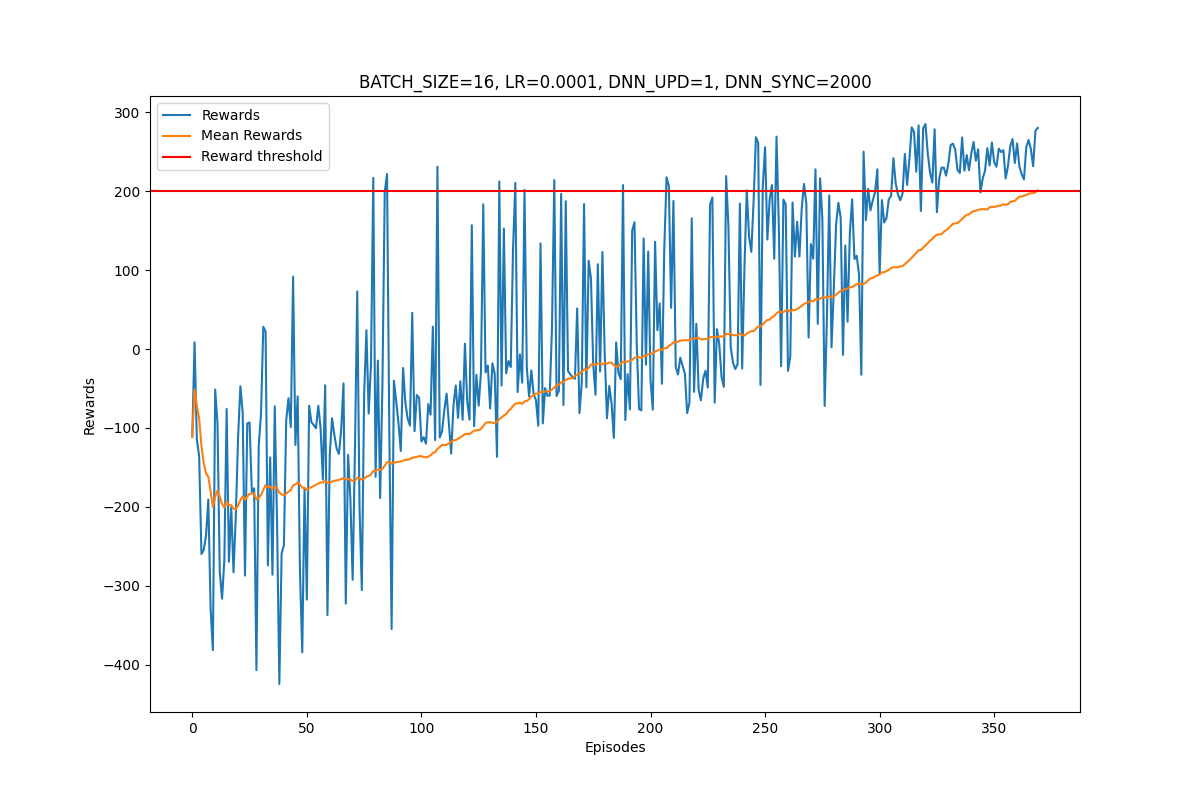 BATCH_SIZE=16, LR=0.0001, DNN_UPD=1, DNN_SYNC=2000
Rewards
Mean Rewards
Reward threshold
300
200
100
0
−100
−200
−300
−400
Rewards
0 50 100 150 200 250 300 350
Episodes